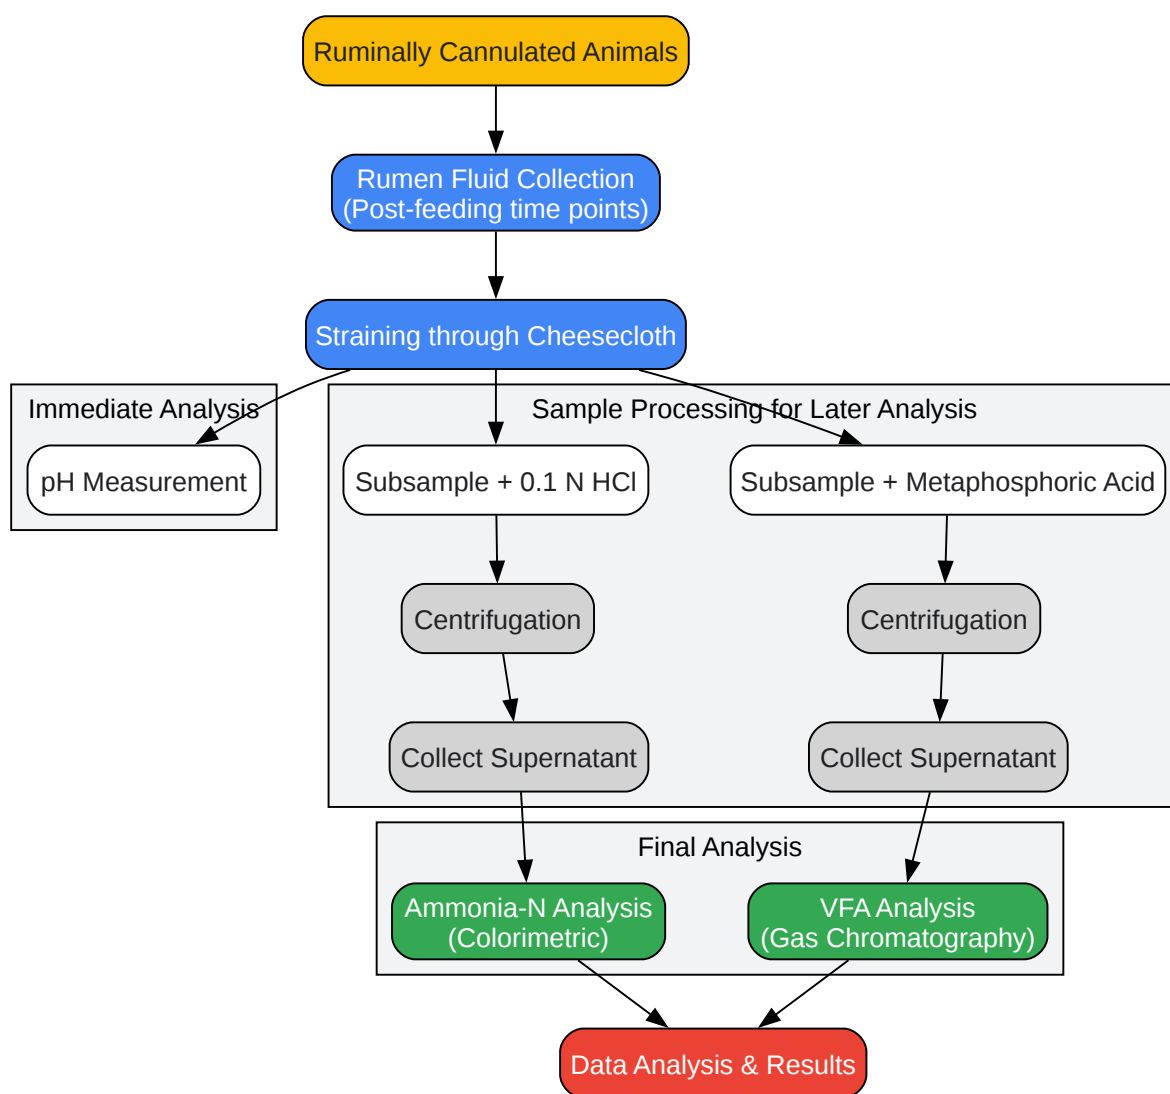 Ruminally Cannulated Animals
Rumen Fluid Collection
(Post-feeding time points)
Straining through Cheesecloth
Immediate Analysis
pH Measurement
Sample Processing for Later Analysis
Subsample + 0.1 N HCl
Subsample + Metaphosphoric Acid
Centrifugation
Centrifugation
Collect Supernatant
Collect Supernatant
Final Analysis
Ammonia-N Analysis
(Colorimetric)
VFA Analysis
(Gas Chromatography)
Data Analysis & Results